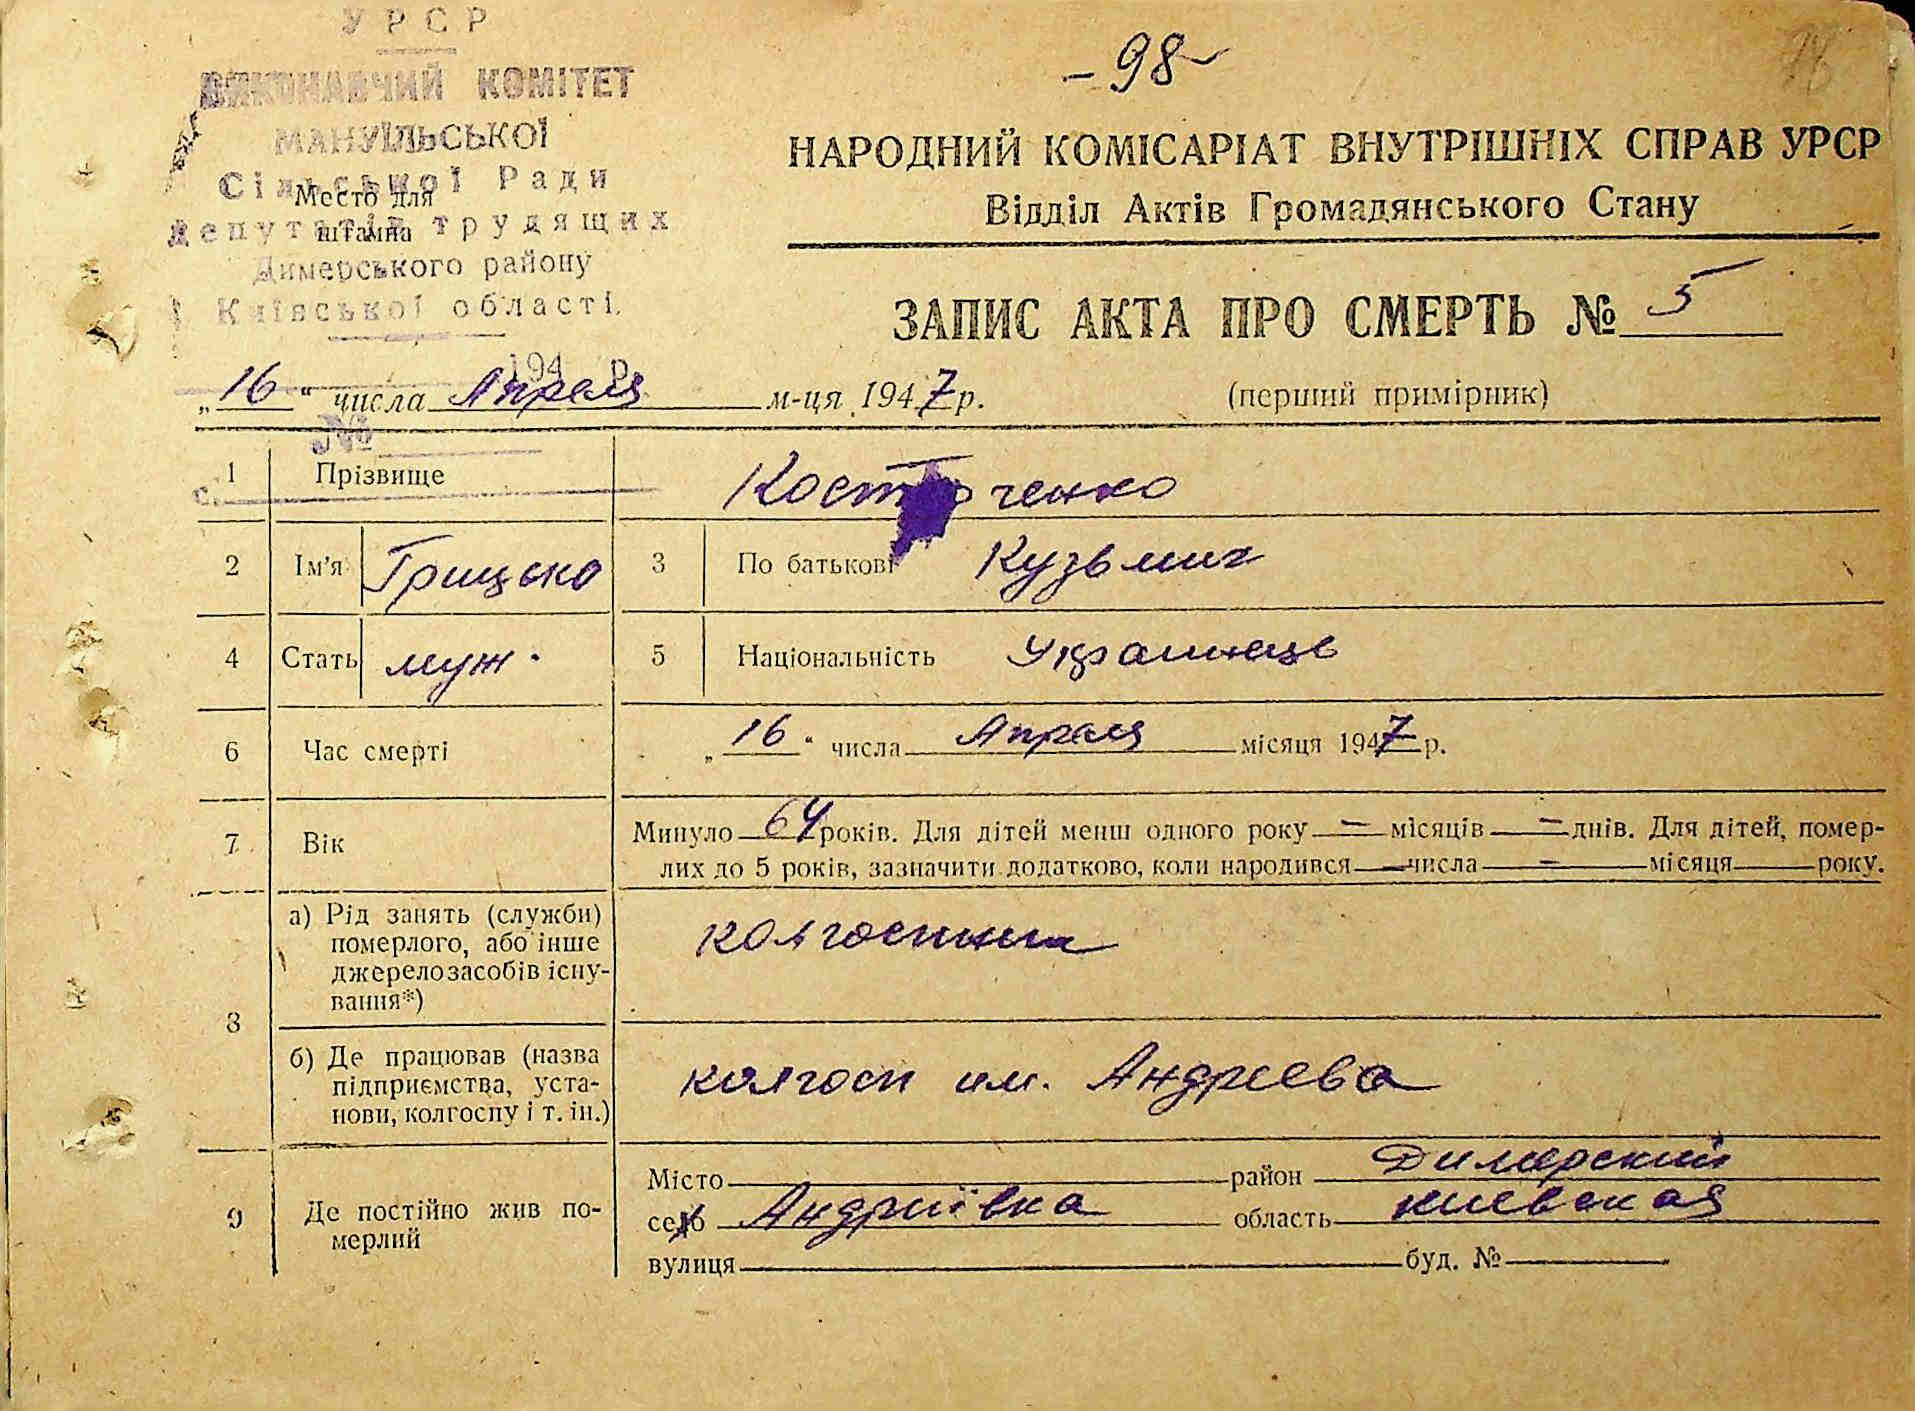 УРСР
-98-
ВИКОНАВЧИЙ КОМІТЕТ
МАНУЇЛЬСЬКОЇ
Сільської Ради
депутатів трудящих
Димерського району
Київської області
194 р.
№
с.
Место для
штампа
НАРОДНИЙ КОМІСАРІАТ ВНУТРІШНІХ СПРАВ УРСР
Відділ Актів Громадянського Стану
ЗАПИС АКТА ПРО СМЕРТЬ № 5
„16“ числа Апреля м-ця 1947 р. (перший примірник)
1 Прізвище
2 Ім'я Грицько 3 По батькові Кузьмич
4 Стать муж. 5 Національність Украинець
6 Час смерті „16“ числа Апреля місяця 1947 р.
7 Вік Минуло 64 років. Для дітей менш одного року — місяців — днів. Для дітей, помер-
лих до 5 років, зазначити додатково, коли народився — числа — місяця року.
8 а) Рід занять (служби)
померлого, або інше
джерело засобів існу-
вання*)
колгоспник
б) Де працював (назва
підприємства, уста-
нови, колгоспу і т. ін.)
колгосп им. Андреева
9 Де постійно жив по-
мерлий
Місто район Димерский
село Андріївка область киевская
вулиця буд. №